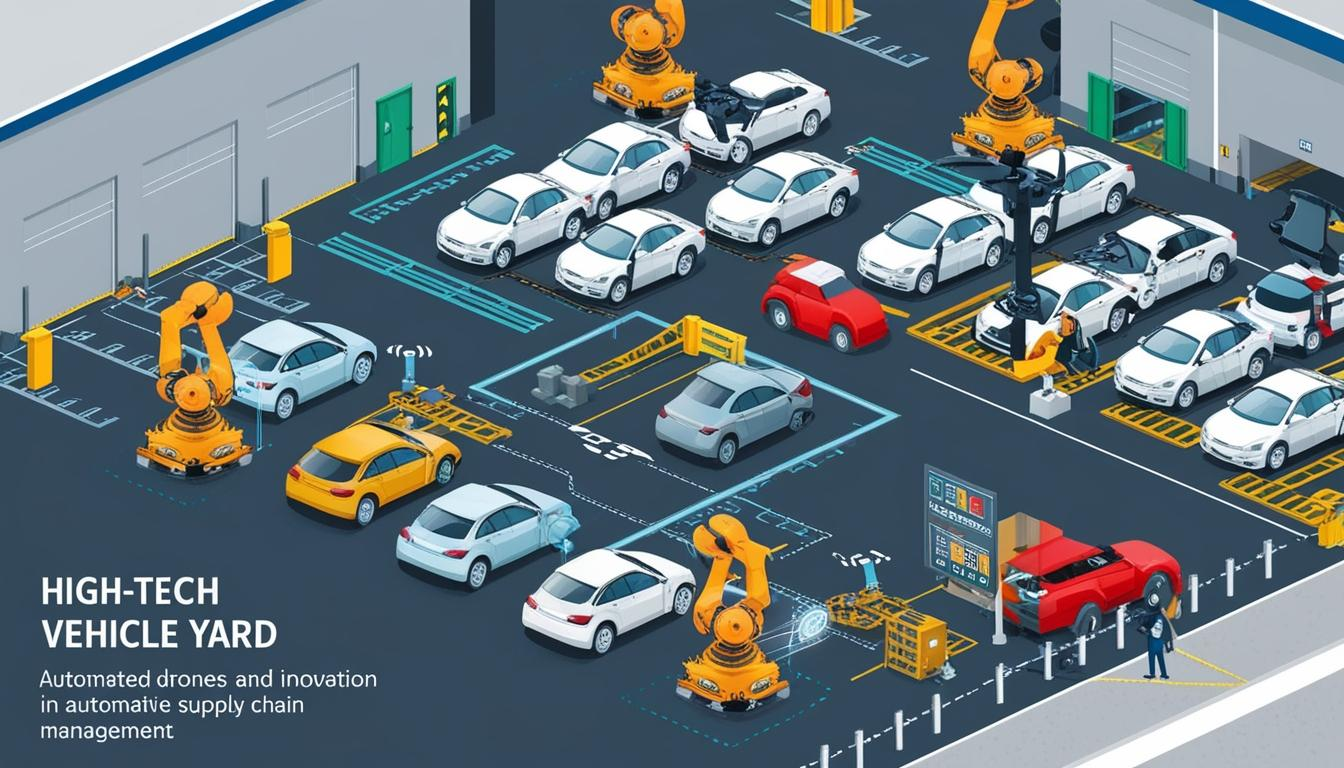 HIGH-TECH
VEHICLE YARD
Automated drones and inovation
in automative supply chain
management